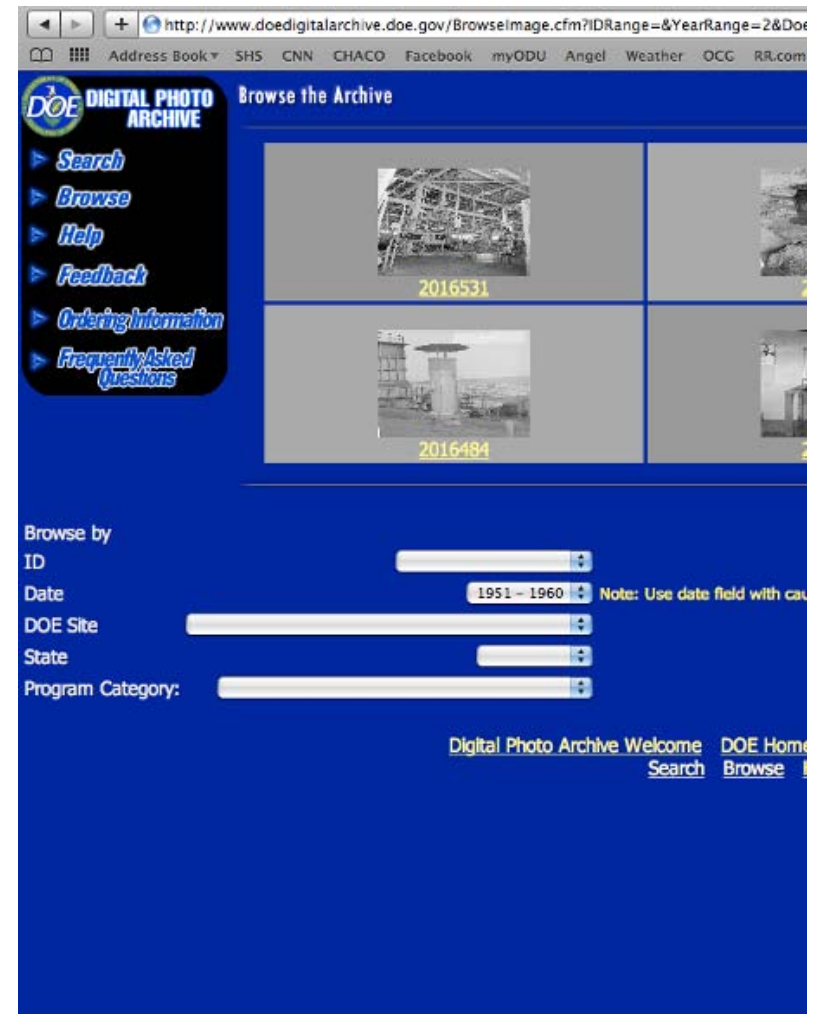 http://www.doedigitalarchive.doe.gov/BrowseImage.cfm?IDRange=&YearRange=2&Doe
Address Book SHS CNN CHACO Facebook myODU Angel Weather OCG RR.com
DOE DIGITAL PHOTO
ARCHIVE
Browse the Archive
Search
Browse
Help
Feedback
Ordering Information
Frequently Asked
Questions
2016531 2
2016484 2
Browse by
ID
Date 1951 – 1960 Note: Use date field with cau
DOE Site
State
Program Category:
Digital Photo Archive Welcome DOE Home
Search Browse